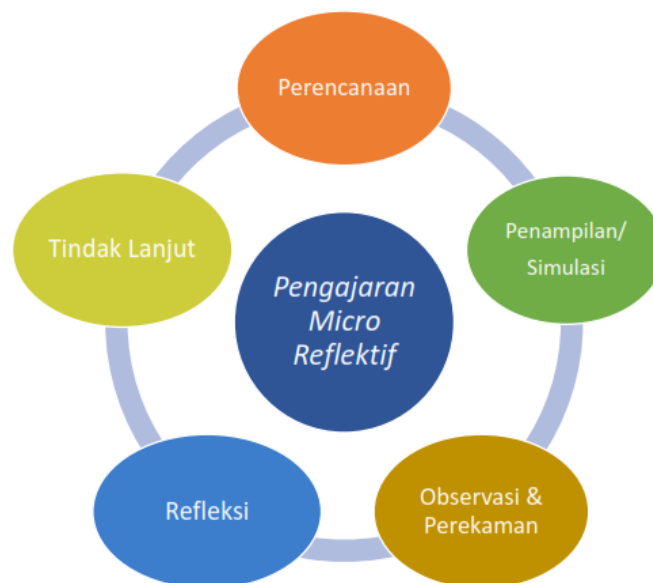 Perencanaan
Penampilan/
Simulasi
Observasi &
Perekaman
Refleksi
Tindak Lanjut
Pengajaran
Micro
Reflektif